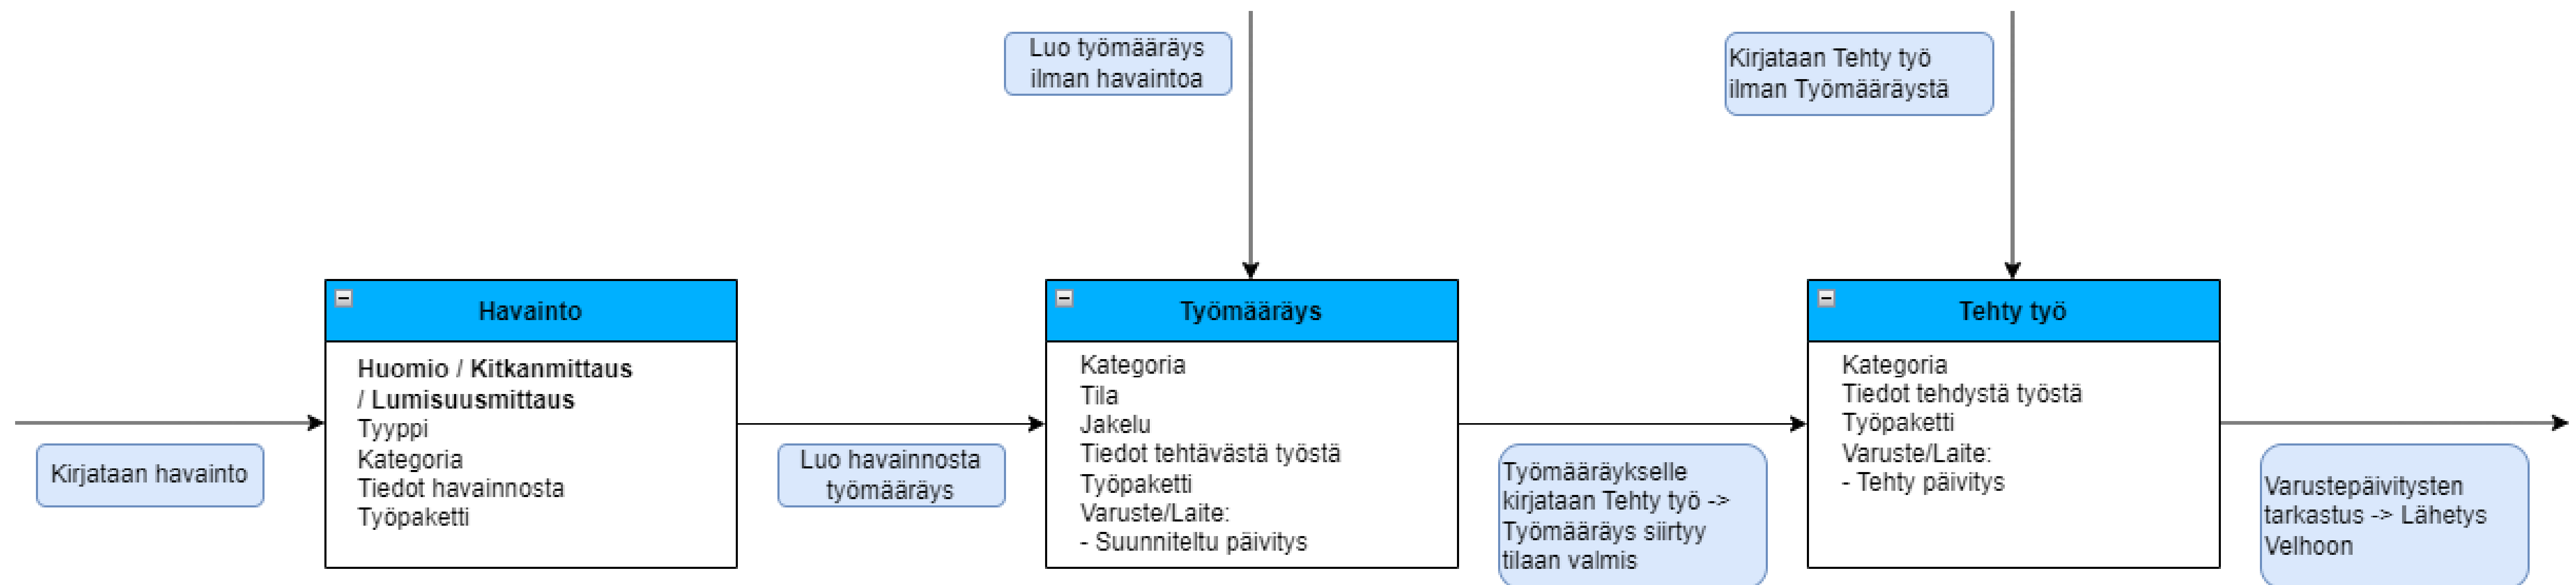 Luo työmääräys
ilman havaintoa
Kirjataan Tehty työ
ilman Työmääräystä
Kirjataan havainto
Havainto
Huomio / Kitkanmittaus
/ Lumisuusmittaus
Tyyppi
Kategoria
Tiedot havainnosta
Työpaketti
Luo havainnosta
työmääräys
Työmääräys
Kategoria
Tila
Jakelu
Tiedot tehtävästä työstä
Työpaketti
Varuste/Laite:
- Suunniteltu päivitys
Työmääräykselle
kirjataan Tehty työ ->
Työmääräys siirtyy
tilaan valmis
Tehty työ
Kategoria
Tiedot tehdystä työstä
Työpaketti
Varuste/Laite:
- Tehty päivitys
Varustepäivitysten
tarkastus -> Lähetys
Velhoon